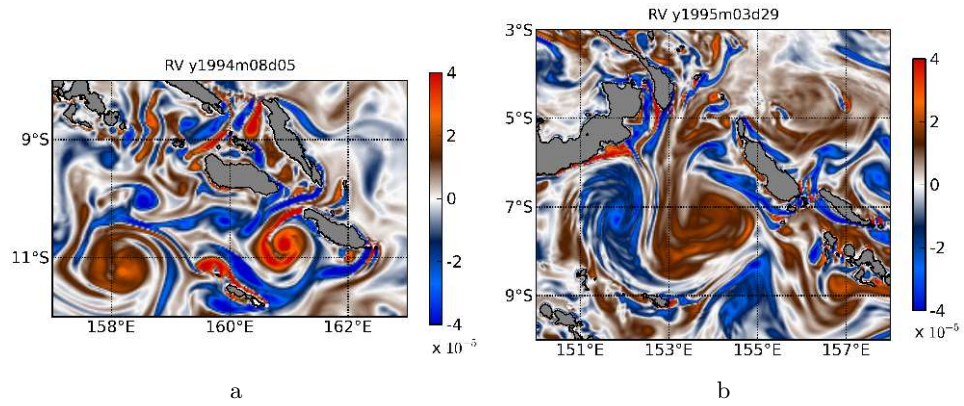 RV y1994m08d05
9°S
11°S
158°E 160°E 162°E
4
2
0
-2
-4
x 10^-5
a
RV y1995m03d29
3°S
5°S
7°S
9°S
151°E 153°E 155°E 157°E
4
2
0
-2
-4
x 10^-5
b